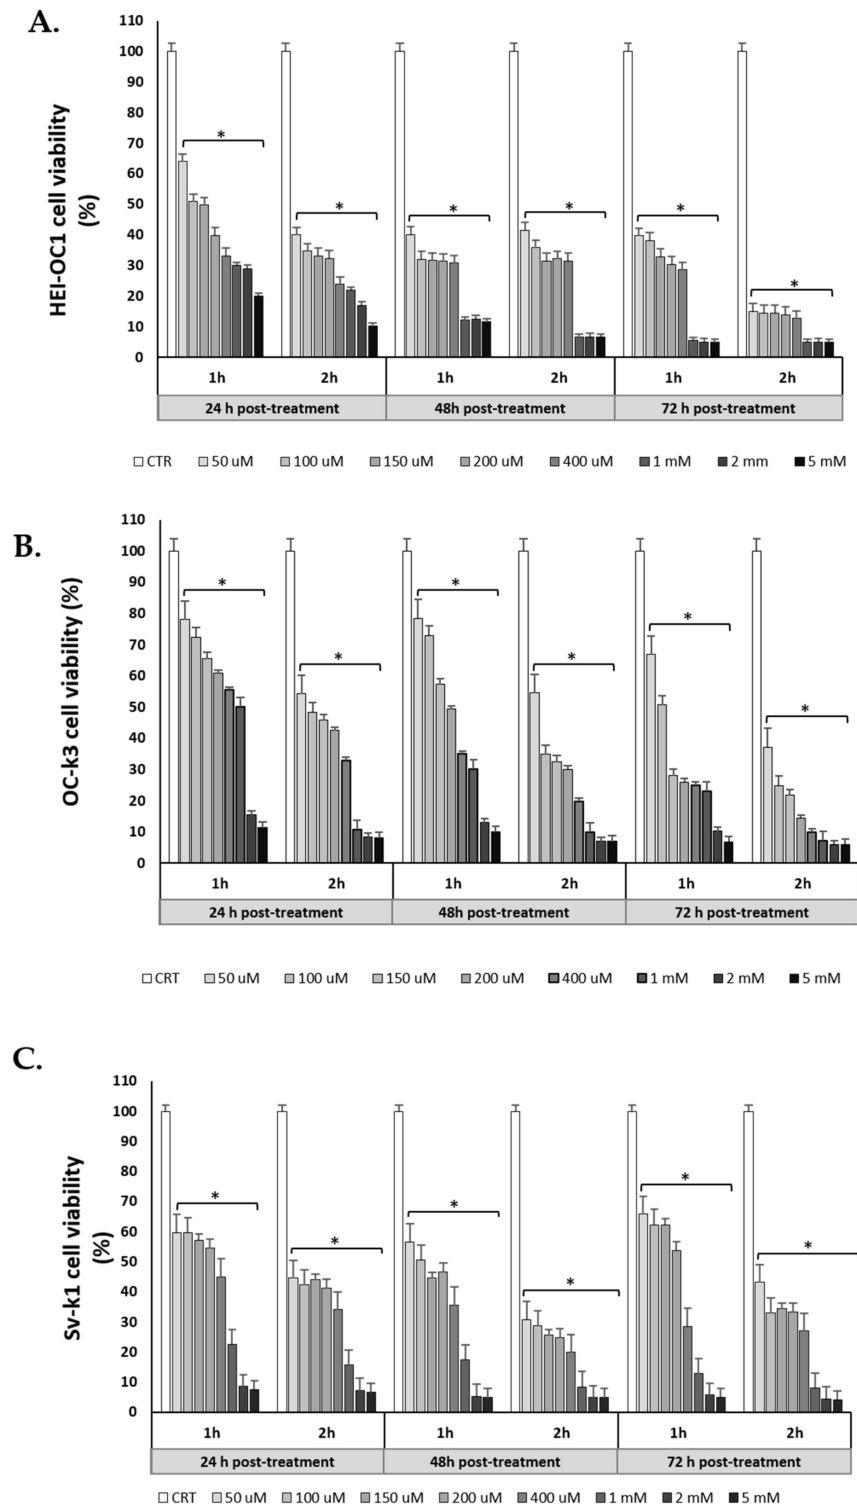 A.
HEI-OC1 cell viability
(%)
110
100
90
80
70
60
50
40
30
20
10
0
* * * * * *
1h 2h 1h 2h 1h 2h
24 h post-treatment 48h post-treatment 72 h post-treatment
CTR 50 uM 100 uM 150 uM 200 uM 400 uM 1 mM 2 mm 5 mM
B.
OC-k3 cell viability (%)
110
100
90
80
70
60
50
40
30
20
10
0
* * * * * *
1h 2h 1h 2h 1h 2h
24 h post-treatment 48h post-treatment 72 h post-treatment
CRT 50 uM 100 uM 150 uM 200 uM 400 uM 1 mM 2 mM 5 mM
C.
Sv-k1 cell viability
(%)
110
100
90
80
70
60
50
40
30
20
10
0
* * * * * *
1h 2h 1h 2h 1h 2h
24 h post-treatment 48h post-treatment 72 h post-treatment
CRT 50 uM 100 uM 150 uM 200 uM 400 uM 1 mM 2 mM 5 mM